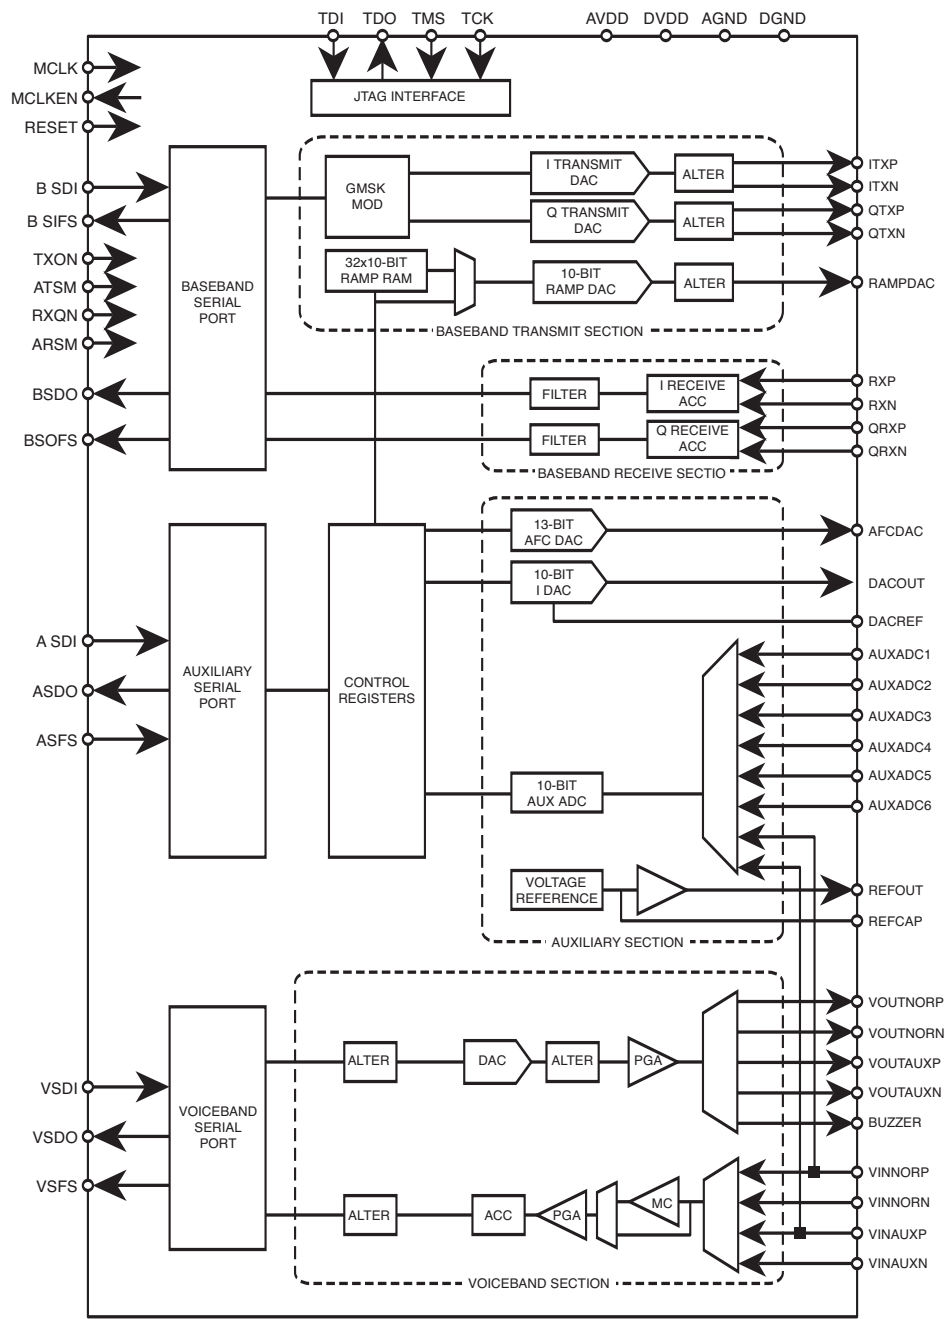 TDI TDO TMS TCK AVDD DVDD AGND DGND
MCLK
MCLKEN
RESET
JTAG INTERFACE
B SDI
B SIFS
TXON
ATSM
RXQN
ARSM
BSDO
BSOFS
BASEBAND
SERIAL
PORT
GMSK
MOD
I TRANSMIT
DAC
ALTER
ITXP
ITXN
Q TRANSMIT
DAC
ALTER
QTXP
QTXN
32x10-BIT
RAMP RAM
10-BIT
RAMP DAC
ALTER
RAMPDAC
BASEBAND TRANSMIT SECTION
FILTER
I RECEIVE
ACC
RXP
RXN
FILTER
Q RECEIVE
ACC
QRXP
QRXN
BASEBAND RECEIVE SECTIO
A SDI
ASDO
ASFS
AUXILIARY
SERIAL
PORT
CONTROL
REGISTERS
13-BIT
AFC DAC
AFCDAC
10-BIT
I DAC
DACOUT
DACREF
AUXADC1
AUXADC2
AUXADC3
AUXADC4
AUXADC5
AUXADC6
10-BIT
AUX ADC
VOLTAGE
REFERENCE
REFOUT
REFCAP
AUXILIARY SECTION
VSDI
VSDO
VSFS
VOICEBAND
SERIAL
PORT
ALTER
DAC
ALTER
PGA
VOUTNORP
VOUTNORN
VOUTAUXP
VOUTAUXN
BUZZER
ALTER
ACC
PGA
MC
VINNORP
VINNORN
VINAUXP
VINAUXN
VOICEBAND SECTION